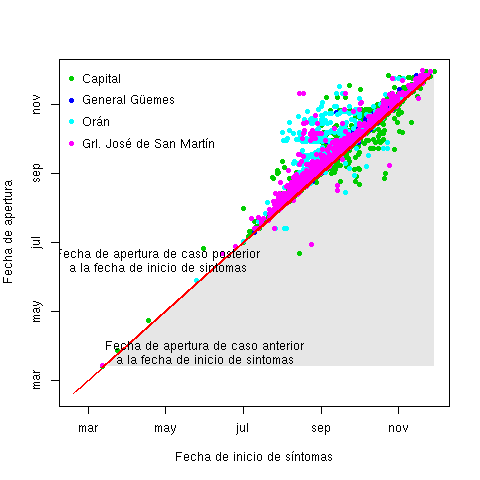 Capital
General Güemes
Orán
Grl. José de San Martín
Fecha de apertura de caso posterior
a la fecha de inicio de sintomas
Fecha de apertura de caso anterior
a la fecha de inicio de sintomas
Fecha de apertura
mar
may
jul
sep
nov
mar
may
jul
sep
nov
Fecha de inicio de síntomas